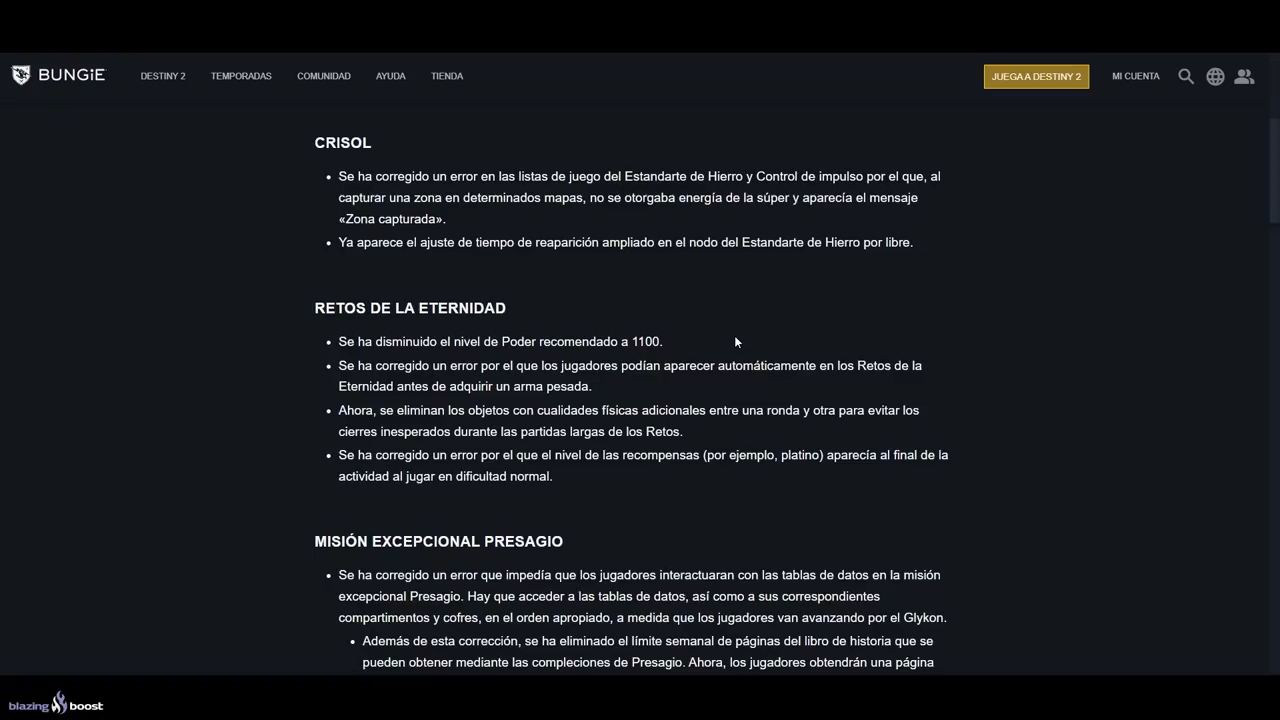 BUNGiE DESTINY 2 TEMPORADAS COMUNIDAD AYUDA TIENDA JUEGA A DESTINY 2 MI CUENTA
CRISOL
• Se ha corregido un error en las listas de juego del Estandarte de Hierro y Control de impulso por el que, al
capturar una zona en determinados mapas, no se otorgaba energía de la súper y aparecía el mensaje
«Zona capturada».
• Ya aparece el ajuste de tiempo de reaparición ampliado en el nodo del Estandarte de Hierro por libre.
RETOS DE LA ETERNIDAD
• Se ha disminuido el nivel de Poder recomendado a 1100.
• Se ha corregido un error por el que los jugadores podían aparecer automáticamente en los Retos de la
Eternidad antes de adquirir un arma pesada.
• Ahora, se eliminan los objetos con cualidades físicas adicionales entre una ronda y otra para evitar los
cierres inesperados durante las partidas largas de los Retos.
• Se ha corregido un error por el que el nivel de las recompensas (por ejemplo, platino) aparecía al final de la
actividad al jugar en dificultad normal.
MISIÓN EXCEPCIONAL PRESAGIO
• Se ha corregido un error que impedía que los jugadores interactuaran con las tablas de datos en la misión
excepcional Presagio. Hay que acceder a las tablas de datos, así como a sus correspondientes
compartimentos y cofres, en el orden apropiado, a medida que los jugadores van avanzando por el Glykon.
• Además de esta corrección, se ha eliminado el límite semanal de páginas del libro de historia que se
pueden obtener mediante las compleciones de Presagio. Ahora, los jugadores obtendrán una página
blazing boost